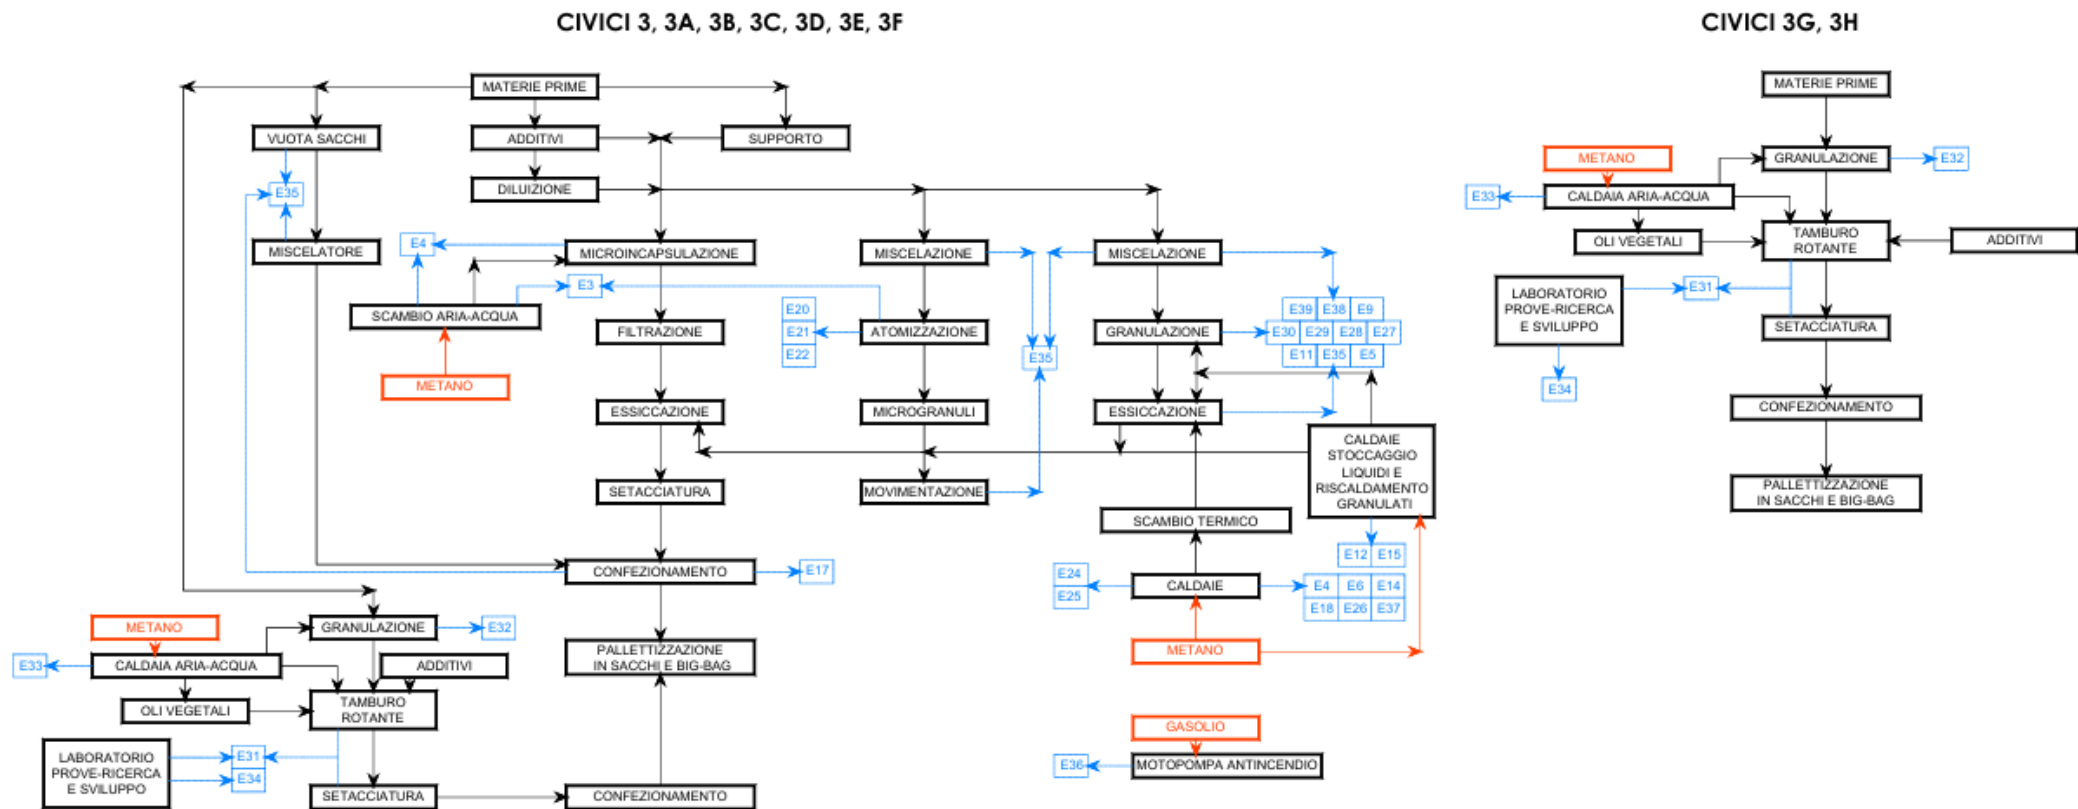 CIVICI 3, 3A, 3B, 3C, 3D, 3E, 3F
MATERIE PRIME
VUOTA SACCHI
ADDITIVI
SUPPORTO
DILUIZIONE
E35
MISCELATORE
E4
MICROINCAPSULAZIONE
MISCELAZIONE
MISCELAZIONE
E3
SCAMBIO ARIA-ACQUA
METANO
FILTRAZIONE
E20
E21
E22
ATOMIZZAZIONE
E35
GRANULAZIONE
E39 E38 E9
E30 E29 E28 E27
E11 E35 E5
ESSICCAZIONE
MICROGRANULI
ESSICCAZIONE
CALDAIE
STOCCAGGIO
LIQUIDI E
RISCALDAMENTO
GRANULATI
SETACCIATURA
MOVIMENTAZIONE
SCAMBIO TERMICO
E12 E15
CONFEZIONAMENTO
E17
E24
E25
CALDAIE
E4 E6 E14
E18 E26 E37
METANO
METANO
GRANULAZIONE
E32
E33
CALDAIA ARIA-ACQUA
ADDITIVI
PALLETTIZZAZIONE
IN SACCHI E BIG-BAG
OLI VEGETALI
TAMBURO
ROTANTE
LABORATORIO
PROVE-RICERCA
E SVILUPPO
E31
E34
SETACCIATURA
CONFEZIONAMENTO
GASOLIO
E36
MOTOPOMPA ANTINCENDIO
CIVICI 3G, 3H
MATERIE PRIME
METANO
GRANULAZIONE
E32
E33
CALDAIA ARIA-ACQUA
OLI VEGETALI
TAMBURO
ROTANTE
ADDITIVI
LABORATORIO
PROVE-RICERCA
E SVILUPPO
E31
SETACCIATURA
E34
CONFEZIONAMENTO
PALLETTIZZAZIONE
IN SACCHI E BIG-BAG